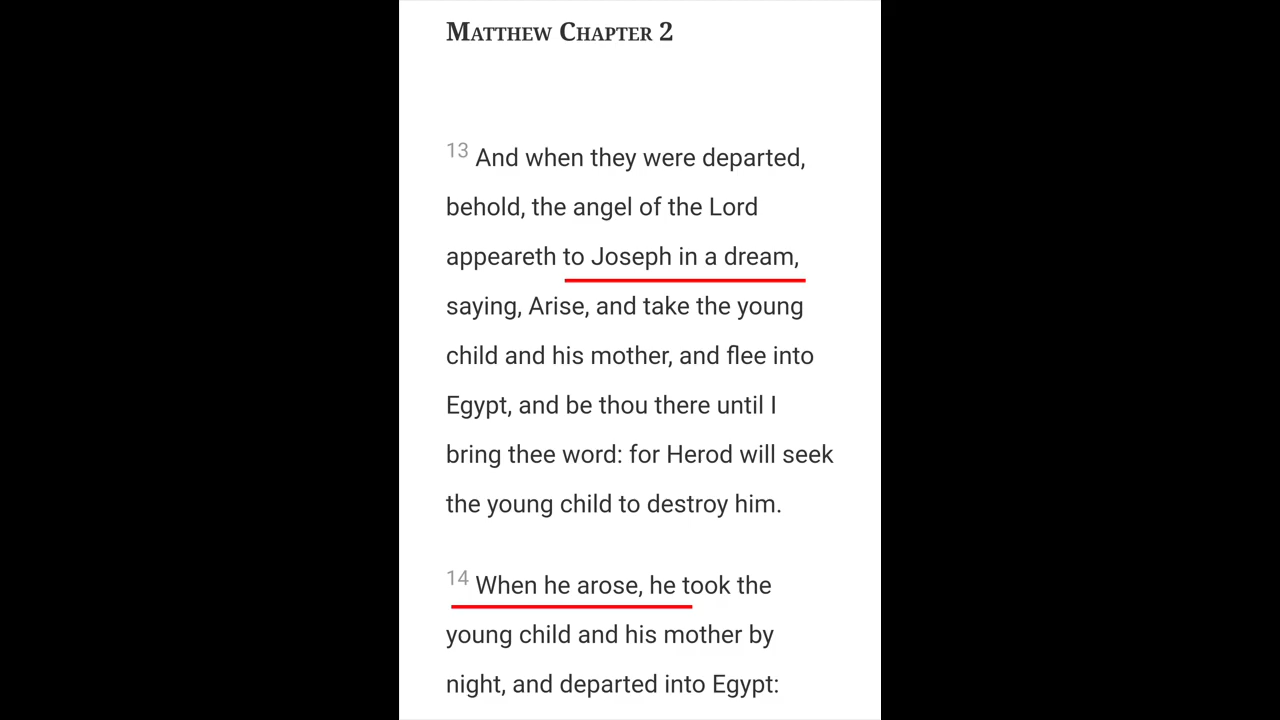 MATTHEW CHAPTER 2
13 And when they were departed,
behold, the angel of the Lord
appeareth to Joseph in a dream,
saying, Arise, and take the young
child and his mother, and flee into
Egypt, and be thou there until I
bring thee word: for Herod will seek
the young child to destroy him.
14 When he arose, he took the
young child and his mother by
night, and departed into Egypt: